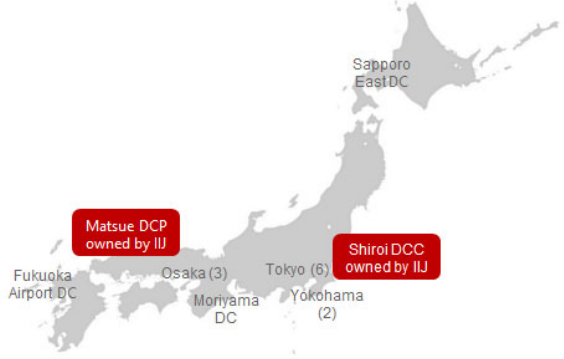 Sapporo
East DC
Matsue DCP
owned by IIJ
Shiroi DCC
owned by IIJ
Fukuoka
Airport DC
Osaka (3)
Tokyo (6)
Moriyama
DC
Yokohama
(2)